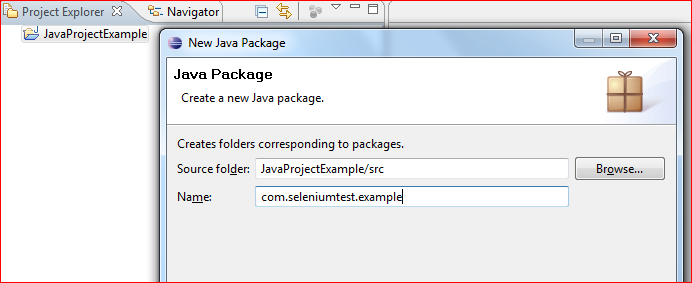 Project Explorer Navigator
JavaProjectExample
New Java Package
Java Package
Create a new Java package.
Creates folders corresponding to packages.
Source folder: JavaProjectExample/src Browse...
Name: com.seleniumtest.example